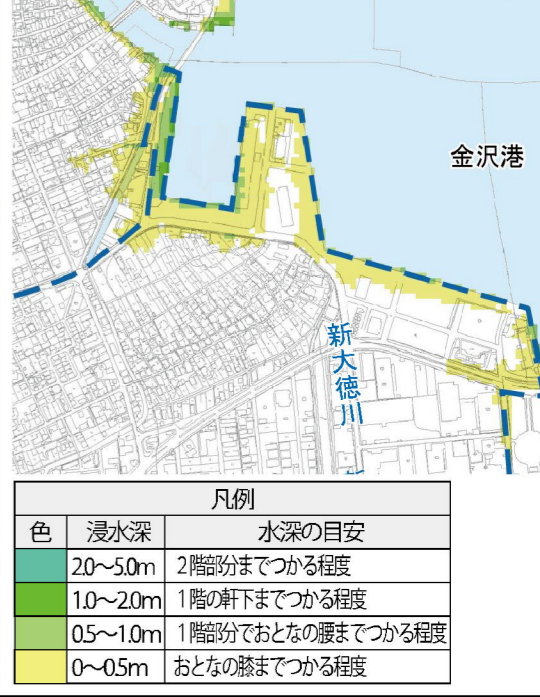 金沢港
新大徳川
凡例
色 浸水深 水深の目安
2.0～5.0m 2階部分までつかる程度
1.0～2.0m 1階の軒下までつかる程度
0.5～1.0m 1階部分でおとなの腰までつかる程度
0～0.5m おとなの膝までつかる程度